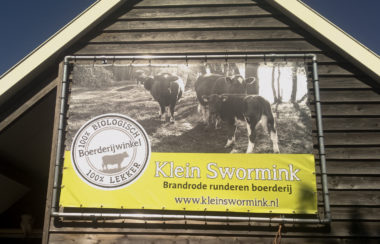 100% BIOLOGISCH
Boerderijwinkel
100% LEKKER
Klein Swormink
Brandrode runderen boerderij
www.kleinswormink.nl